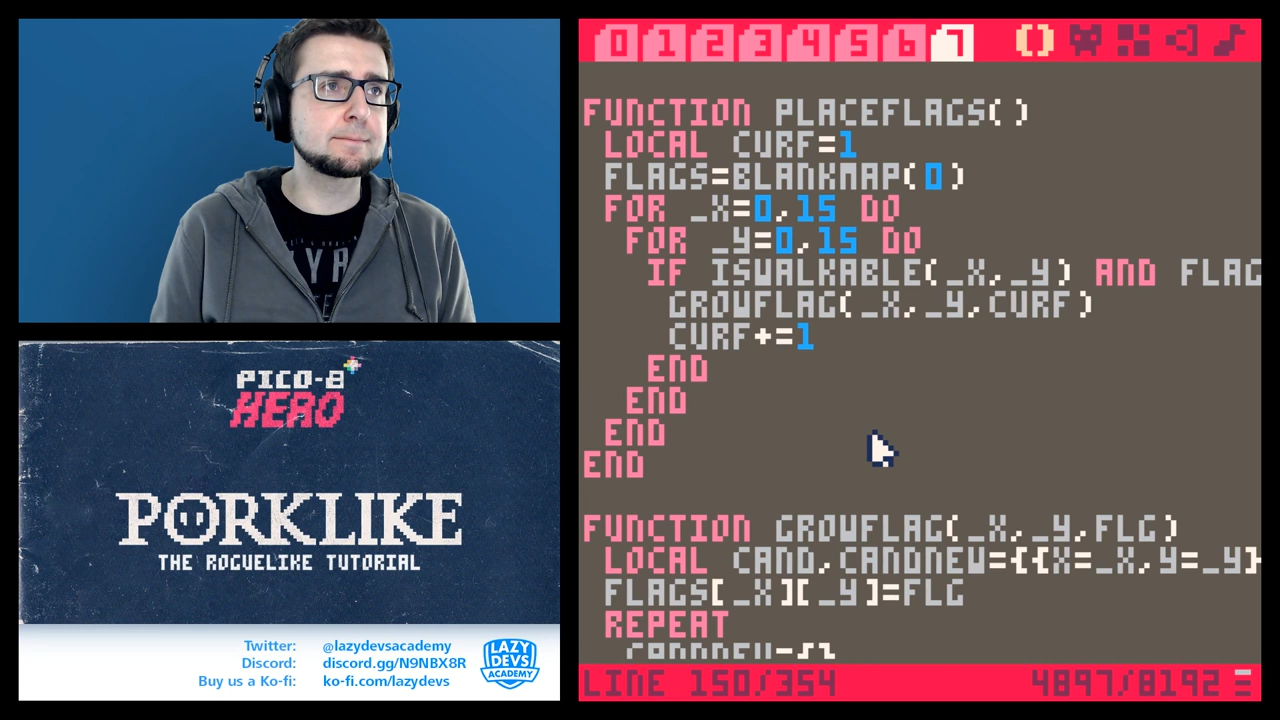 PICO-8
HERO
PORKLIKE
THE ROGUELIKE TUTORIAL
Twitter: @lazydevsacademy
Discord: discord.gg/N9NBX8R
Buy us a Ko-fi: ko-fi.com/lazydevs
LAZY
DEVS
ACADEMY
0 1 2 3 4 5 6 7 ()
FUNCTION PLACEFLAGS()
LOCAL CURF=1
FLAGS=BLANKMAP(0)
FOR _X=0,15 DO
FOR _Y=0,15 DO
IF ISWALKABLE(_X,_Y) AND FLAG
GROWFLAG(_X,_Y,CURF)
CURF+=1
END
END
END
END
FUNCTION GROWFLAG(_X,_Y,FLG)
LOCAL CAND,CANDNEW={{X=_X,Y=_Y}
FLAGS[_X][_Y]=FLG
REPEAT
LINE 150/354 4897/8192